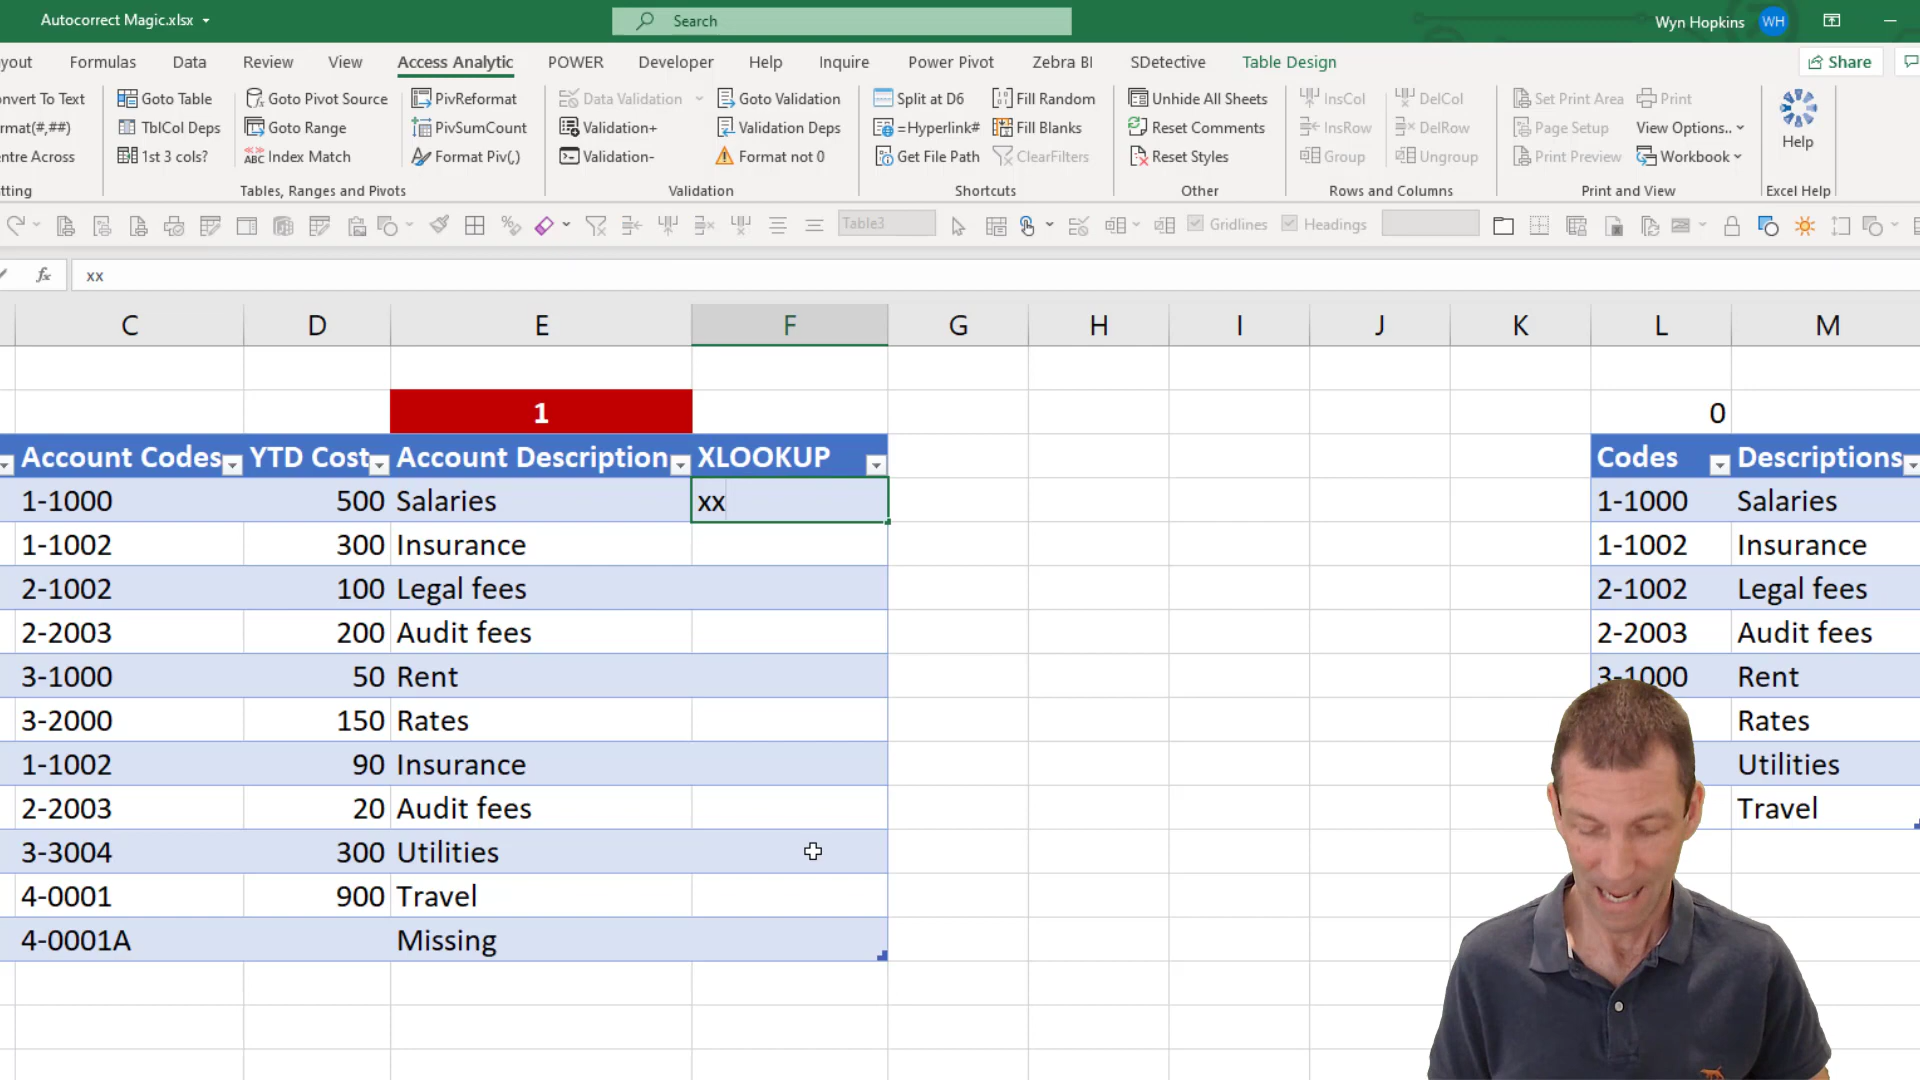 Autocorrect Magic.xlsx
Search
Wyn Hopkins WH
yout Formulas Data Review View Access Analytic POWER Developer Help Inquire Power Pivot Zebra BI SDetective Table Design Share
onvert To Text Goto Table Goto Pivot Source PivReformat Data Validation Goto Validation Split at D6 Fill Random Unhide All Sheets InsCol DelCol Set Print Area Print
rmat(#,##) TblCol Deps Goto Range PivSumCount Validation+ Validation Deps =Hyperlink# Fill Blanks Reset Comments InsRow DelRow Page Setup View Options.. Help
ntre Across 1st 3 cols? Index Match Format Piv(,) Validation- Format not 0 Get File Path ClearFilters Reset Styles Group Ungroup Print Preview Workbook
tting Tables, Ranges and Pivots Validation Shortcuts Other Rows and Columns Print and View Excel Help
Table3 Gridlines Headings
fx xx
C D E F G H I J K L M
1 0
Account Codes YTD Cost Account Description XLOOKUP Codes Descriptions
1-1000 500 Salaries xx 1-1000 Salaries
1-1002 300 Insurance 1-1002 Insurance
2-1002 100 Legal fees 2-1002 Legal fees
2-2003 200 Audit fees 2-2003 Audit fees
3-1000 50 Rent 3-1000 Rent
3-2000 150 Rates Rates
1-1002 90 Insurance Utilities
2-2003 20 Audit fees Travel
3-3004 300 Utilities
4-0001 900 Travel
4-0001A Missing